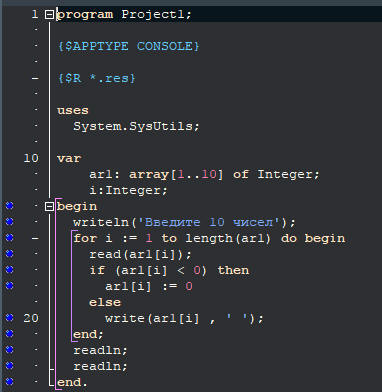 1 program Project1;
{$APPTYPE CONSOLE}
{$R *.res}
uses
System.SysUtils;
10 var
ar1: array[1..10] of Integer;
i:Integer;
begin
writeln('Введите 10 чисел');
for i := 1 to length(ar1) do begin
read(ar1[i]);
if (ar1[i] < 0) then
ar1[i] := 0
else
20 write(ar1[i] , ' ');
end;
readln;
readln;
end.